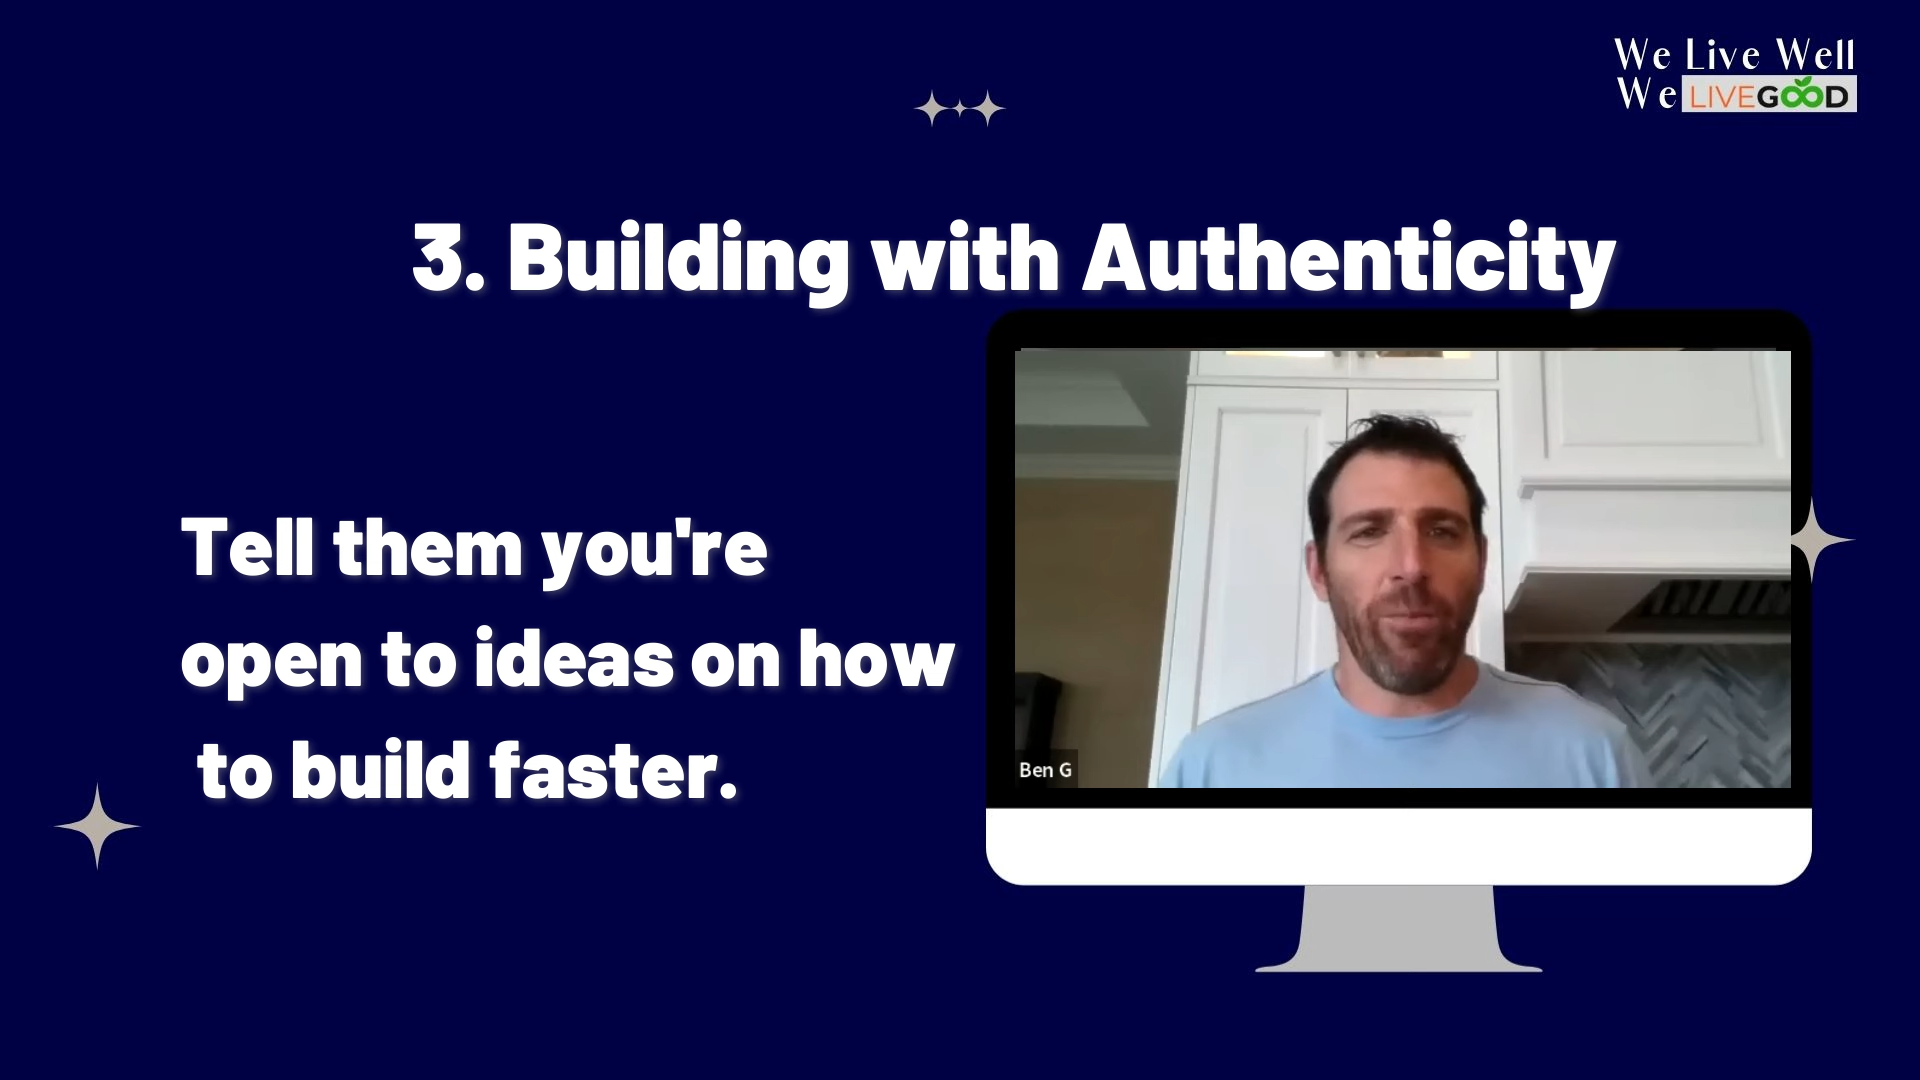 We Live Well
We LIVEGOOD
3. Building with Authenticity
Tell them you're
open to ideas on how
to build faster.
Ben G